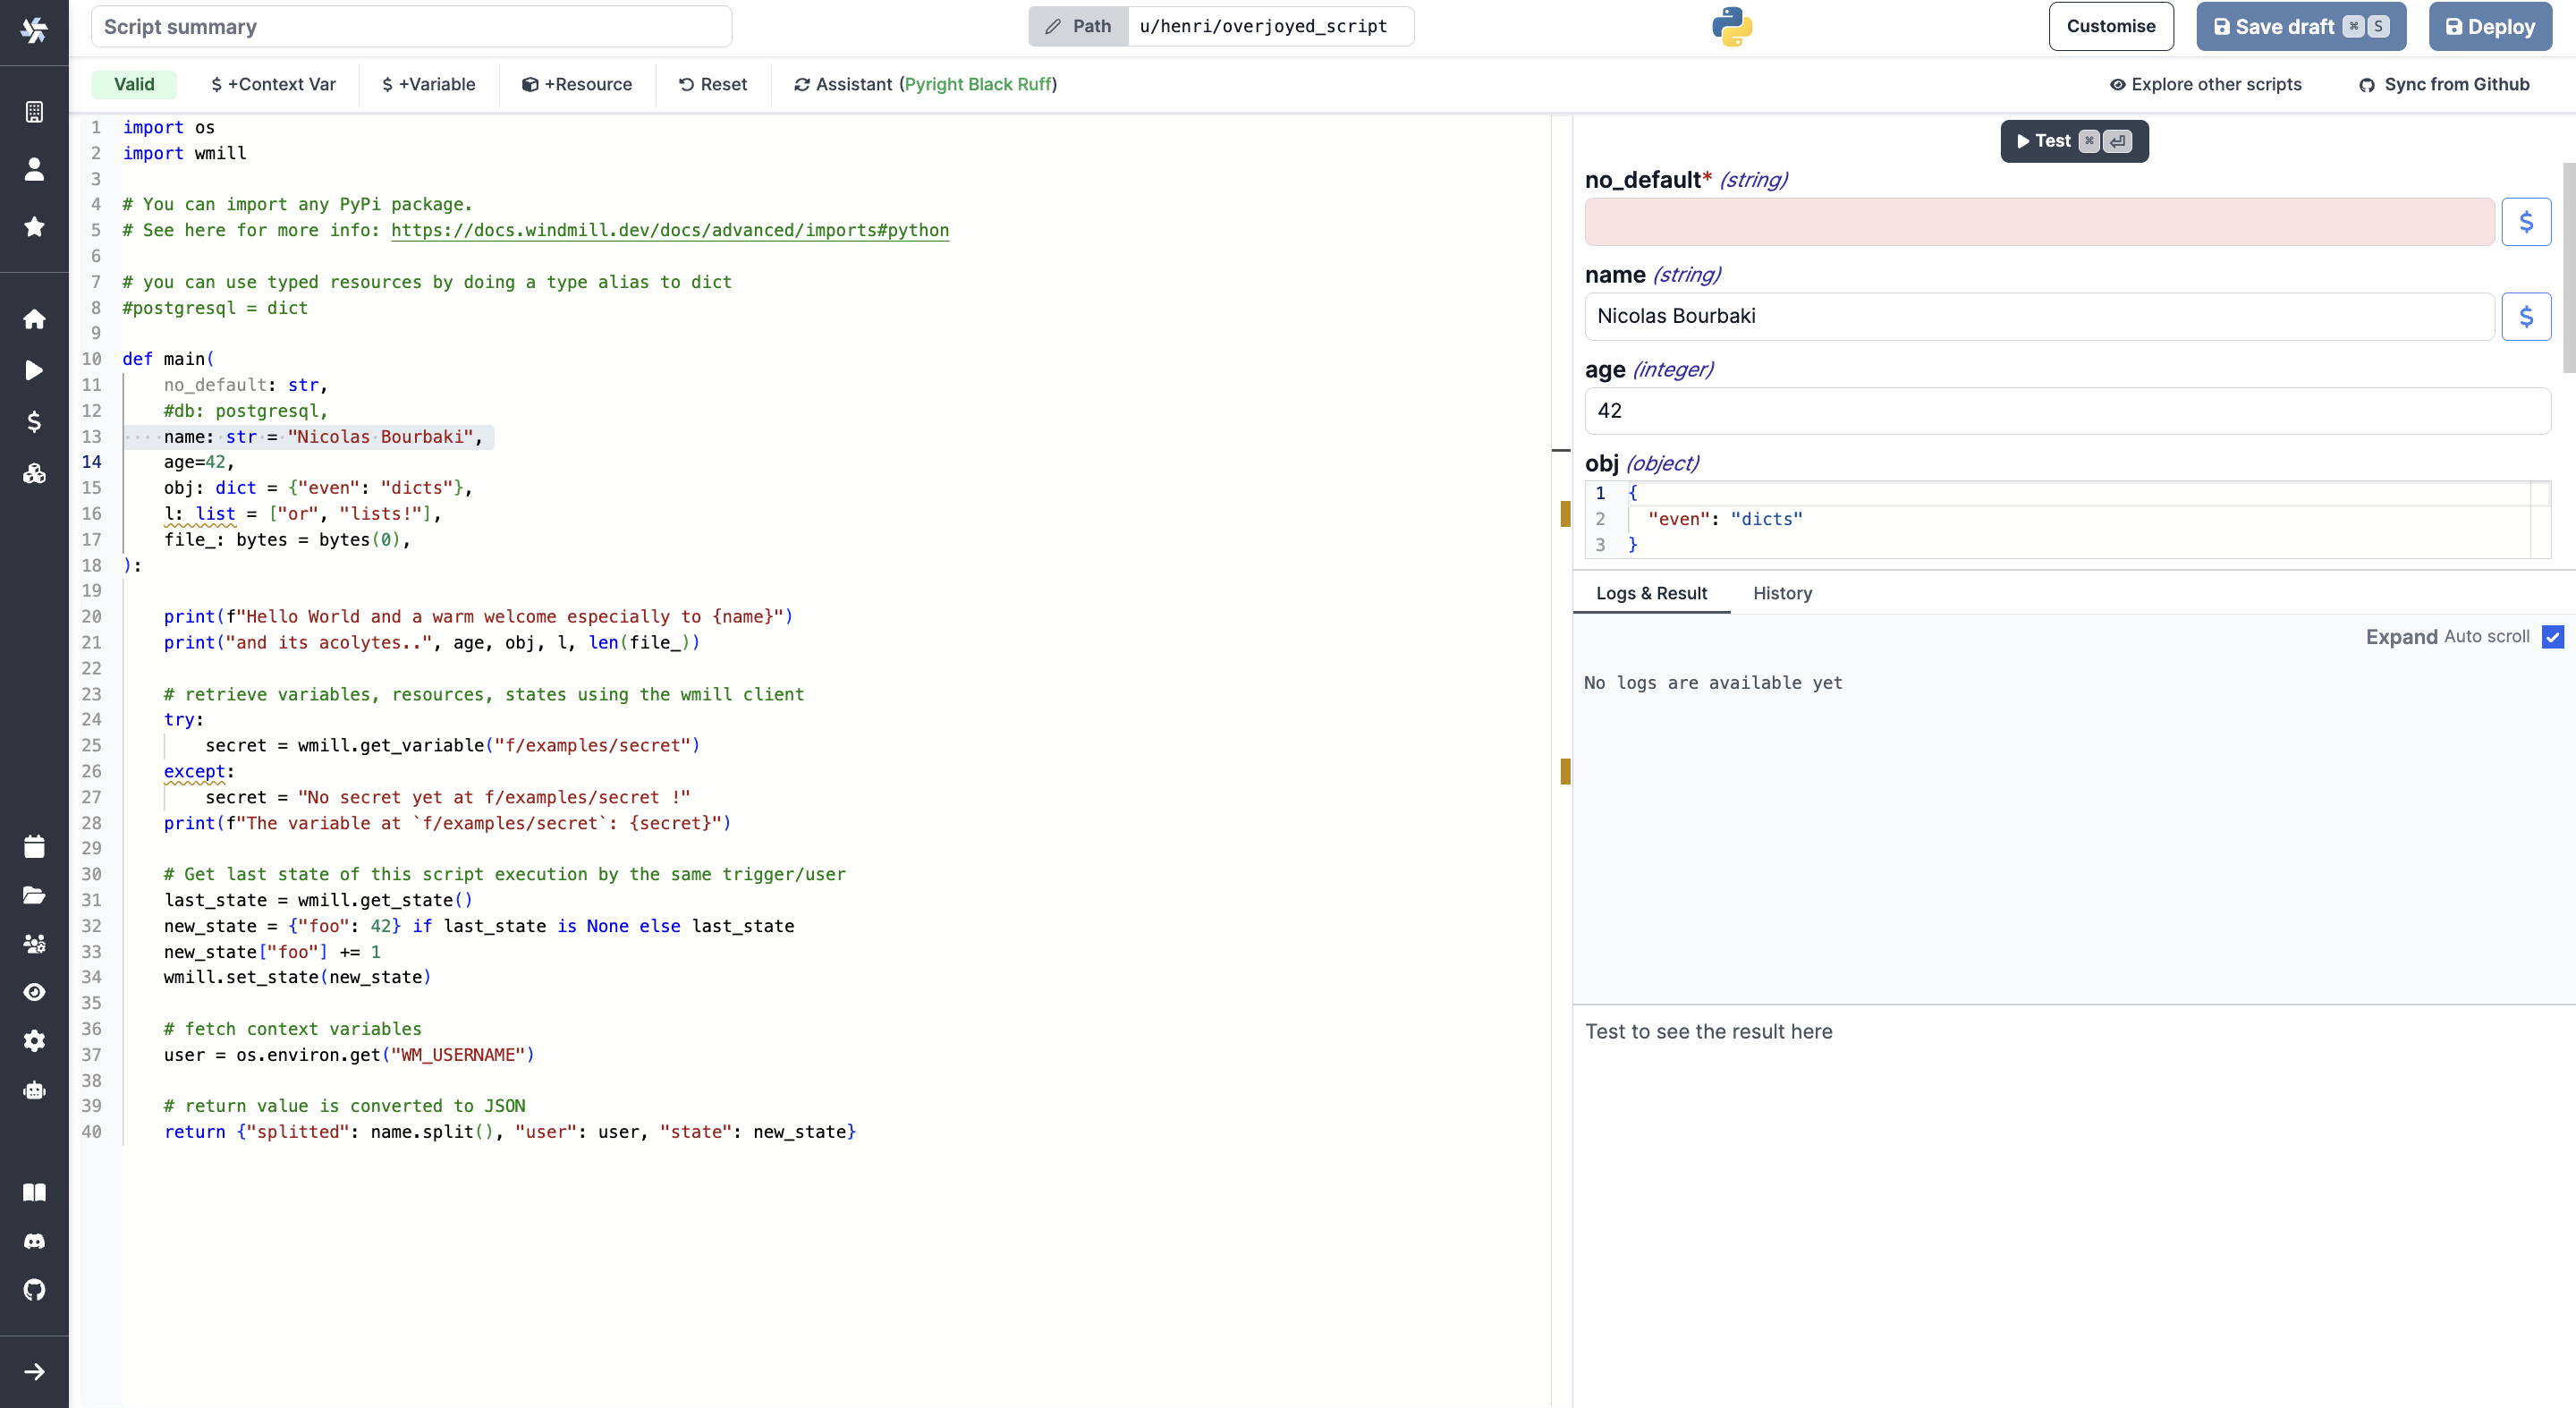 Script summary
Path u/henri/overjoyed_script
Customise
Save draft ⌘ S
Deploy
Valid
$ +Context Var
$ +Variable
+Resource
Reset
Assistant (Pyright Black Ruff)
Explore other scripts
Sync from Github
1 import os
2 import wmill
3
4 # You can import any PyPi package.
5 # See here for more info: https://docs.windmill.dev/docs/advanced/imports#python
6
7 # you can use typed resources by doing a type alias to dict
8 #postgresql = dict
9
10 def main(
11     no_default: str,
12     #db: postgresql,
13 ····name:·str·=·"Nicolas·Bourbaki",
14     age=42,
15     obj: dict = {"even": "dicts"},
16     l: list = ["or", "lists!"],
17     file_: bytes = bytes(0),
18 ):
19
20     print(f"Hello World and a warm welcome especially to {name}")
21     print("and its acolytes..", age, obj, l, len(file_))
22
23     # retrieve variables, resources, states using the wmill client
24     try:
25         secret = wmill.get_variable("f/examples/secret")
26     except:
27         secret = "No secret yet at f/examples/secret !"
28     print(f"The variable at `f/examples/secret`: {secret}")
29
30     # Get last state of this script execution by the same trigger/user
31     last_state = wmill.get_state()
32     new_state = {"foo": 42} if last_state is None else last_state
33     new_state["foo"] += 1
34     wmill.set_state(new_state)
35
36     # fetch context variables
37     user = os.environ.get("WM_USERNAME")
38
39     # return value is converted to JSON
40     return {"splitted": name.split(), "user": user, "state": new_state}
Test ⌘ ⏎
no_default* (string)
$
name (string)
Nicolas Bourbaki
$
age (integer)
42
obj (object)
1 {
2   "even": "dicts"
3 }
Logs & Result
History
Expand Auto scroll
No logs are available yet
Test to see the result here